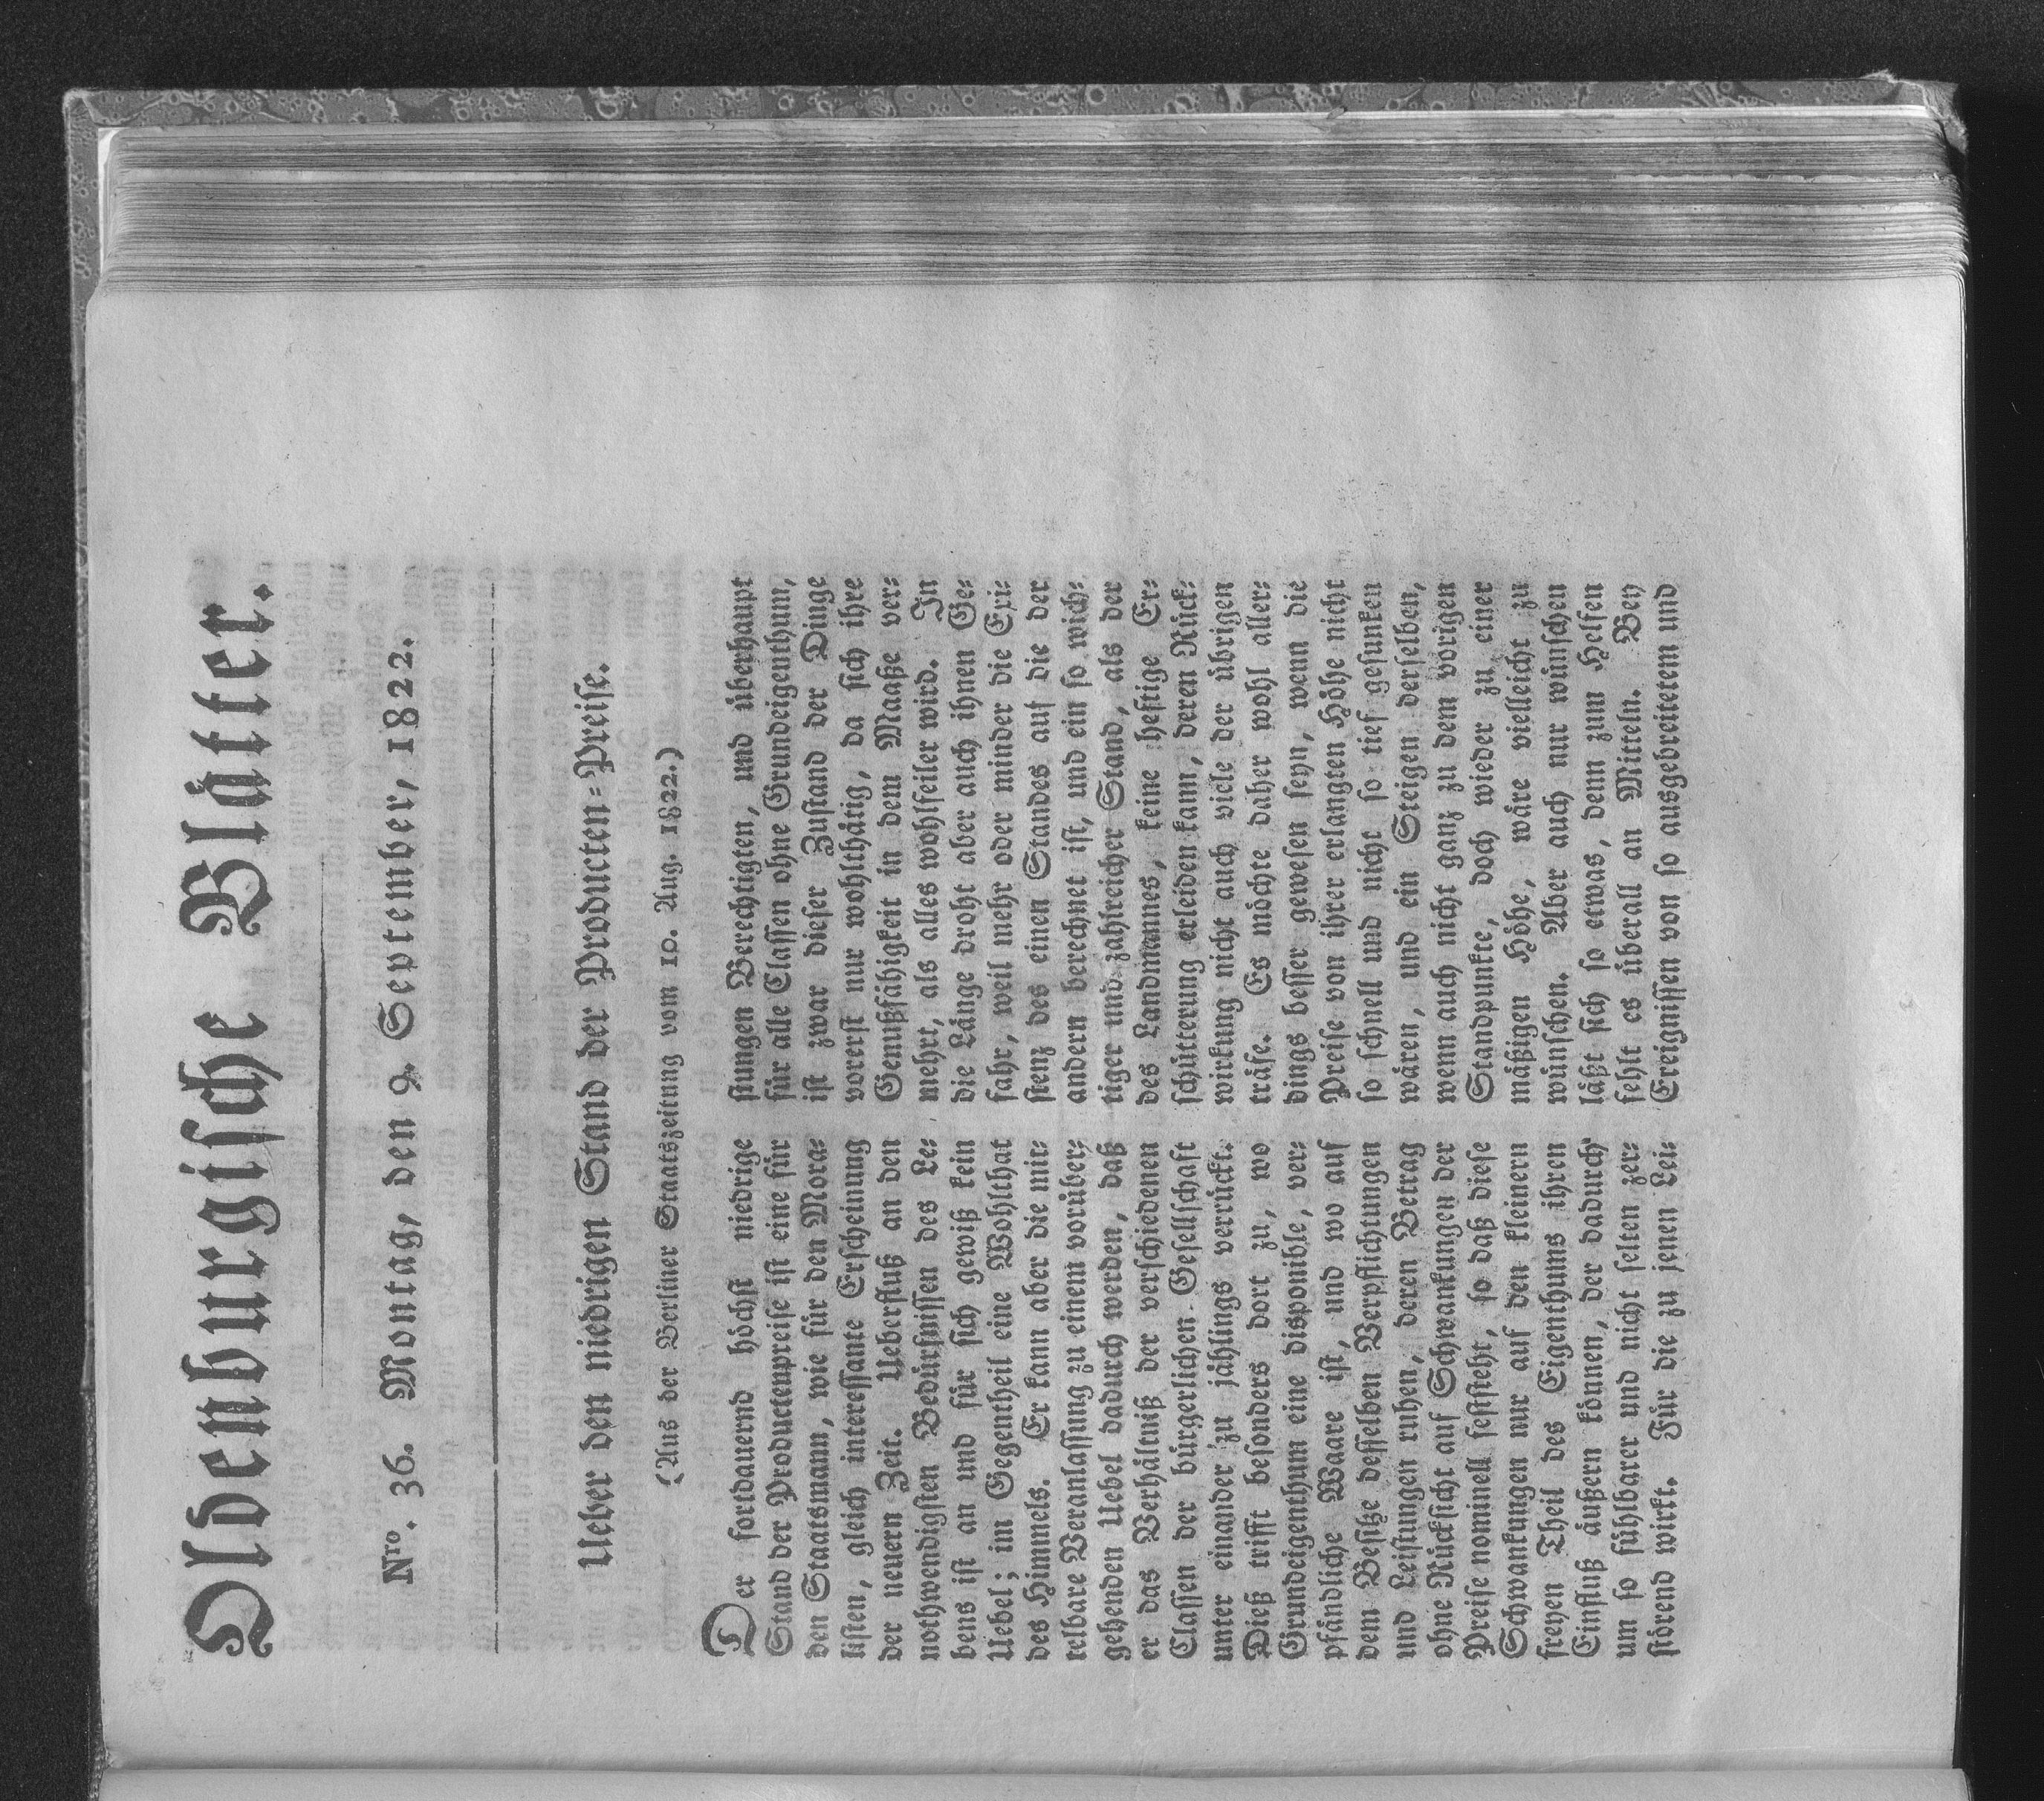 Oldenburgische Blätter.
Nro. 36. Montag, den 9. September, 1822.
Ueber den niedrigen Stand der Producten-Preise.
(Aus der Berliner Staatszeitung vom 10. Aug. 1822.)
Der fortdauernd höchst niedrige
Stand der Productenpreise ist eine für
den Staatsmann, wie für den Mora-
listen, gleich interessante Erscheinung
der neuern Zeit. Ueberfluß an den
nothwendigsten Bedürfnissen des Le-
bens ist an und für sich gewiß kein
Uebel; im Gegentheil eine Wohlthat
des Himmels. Er kann aber die mit-
telbare Veranlassung zu einem vorüber-
gehenden Uebel dadurch werden, daß
er das Verhältniß der verschiedenen
Classen der bürgerlichen Gesellschaft
unter einander zu jählings verrückt.
Dieß trifft besonders dort zu, wo
Grundeigenthum eine disponible, ver-
pfändliche Waare ist, und wo auf
dem Besitze desselben Verpflichtungen
und Leistungen ruhen, deren Betrag
ohne Rücksicht auf Schwankungen der
Preise nominell feststeht, so daß diese
Schwankungen nur auf den kleinern
freyen Theil des Eigenthums ihren
Einfluß äußern können, der dadurch
um so fühlbarer und nicht selten zer-
störend wirkt. Für die zu jenen Lei-
stungen Berechtigten, und überhaupt
für alle Classen ohne Grundeigenthum,
ist zwar dieser Zustand der Dinge
vorerst nur wohlthätig, da sich ihre
Genußfähigkeit in dem Maaße ver-
mehrt, als alles wohlfeiler wird. In
die Länge droht aber auch ihnen Ge-
fahr, weil mehr oder minder die Exi-
stenz des einen Standes auf die der
andern berechnet ist, und ein so wich-
tiger und zahlreicher Stand, als der
des Landmannes, keine heftige Er-
schütterung erleiden kann, deren Rück-
wirkung nicht auch viele der übrigen
träfe. Es möchte daher wohl aller-
dings besser gewesen seyn, wenn die
Preise von ihrer erlangten Höhe nicht
so schnell und nicht so tief gesunken
wären, und ein Steigen derselben,
wenn auch nicht ganz zu dem vorigen
Standpunkte, doch wieder zu einer
mäßigen Höhe, wäre vielleicht zu
wünschen. Aber auch nur wünschen
läßt sich so etwas, denn zum Helfen
fehlt es überall an Mitteln. Bey
Ereignissen von so ausgebreitetem und